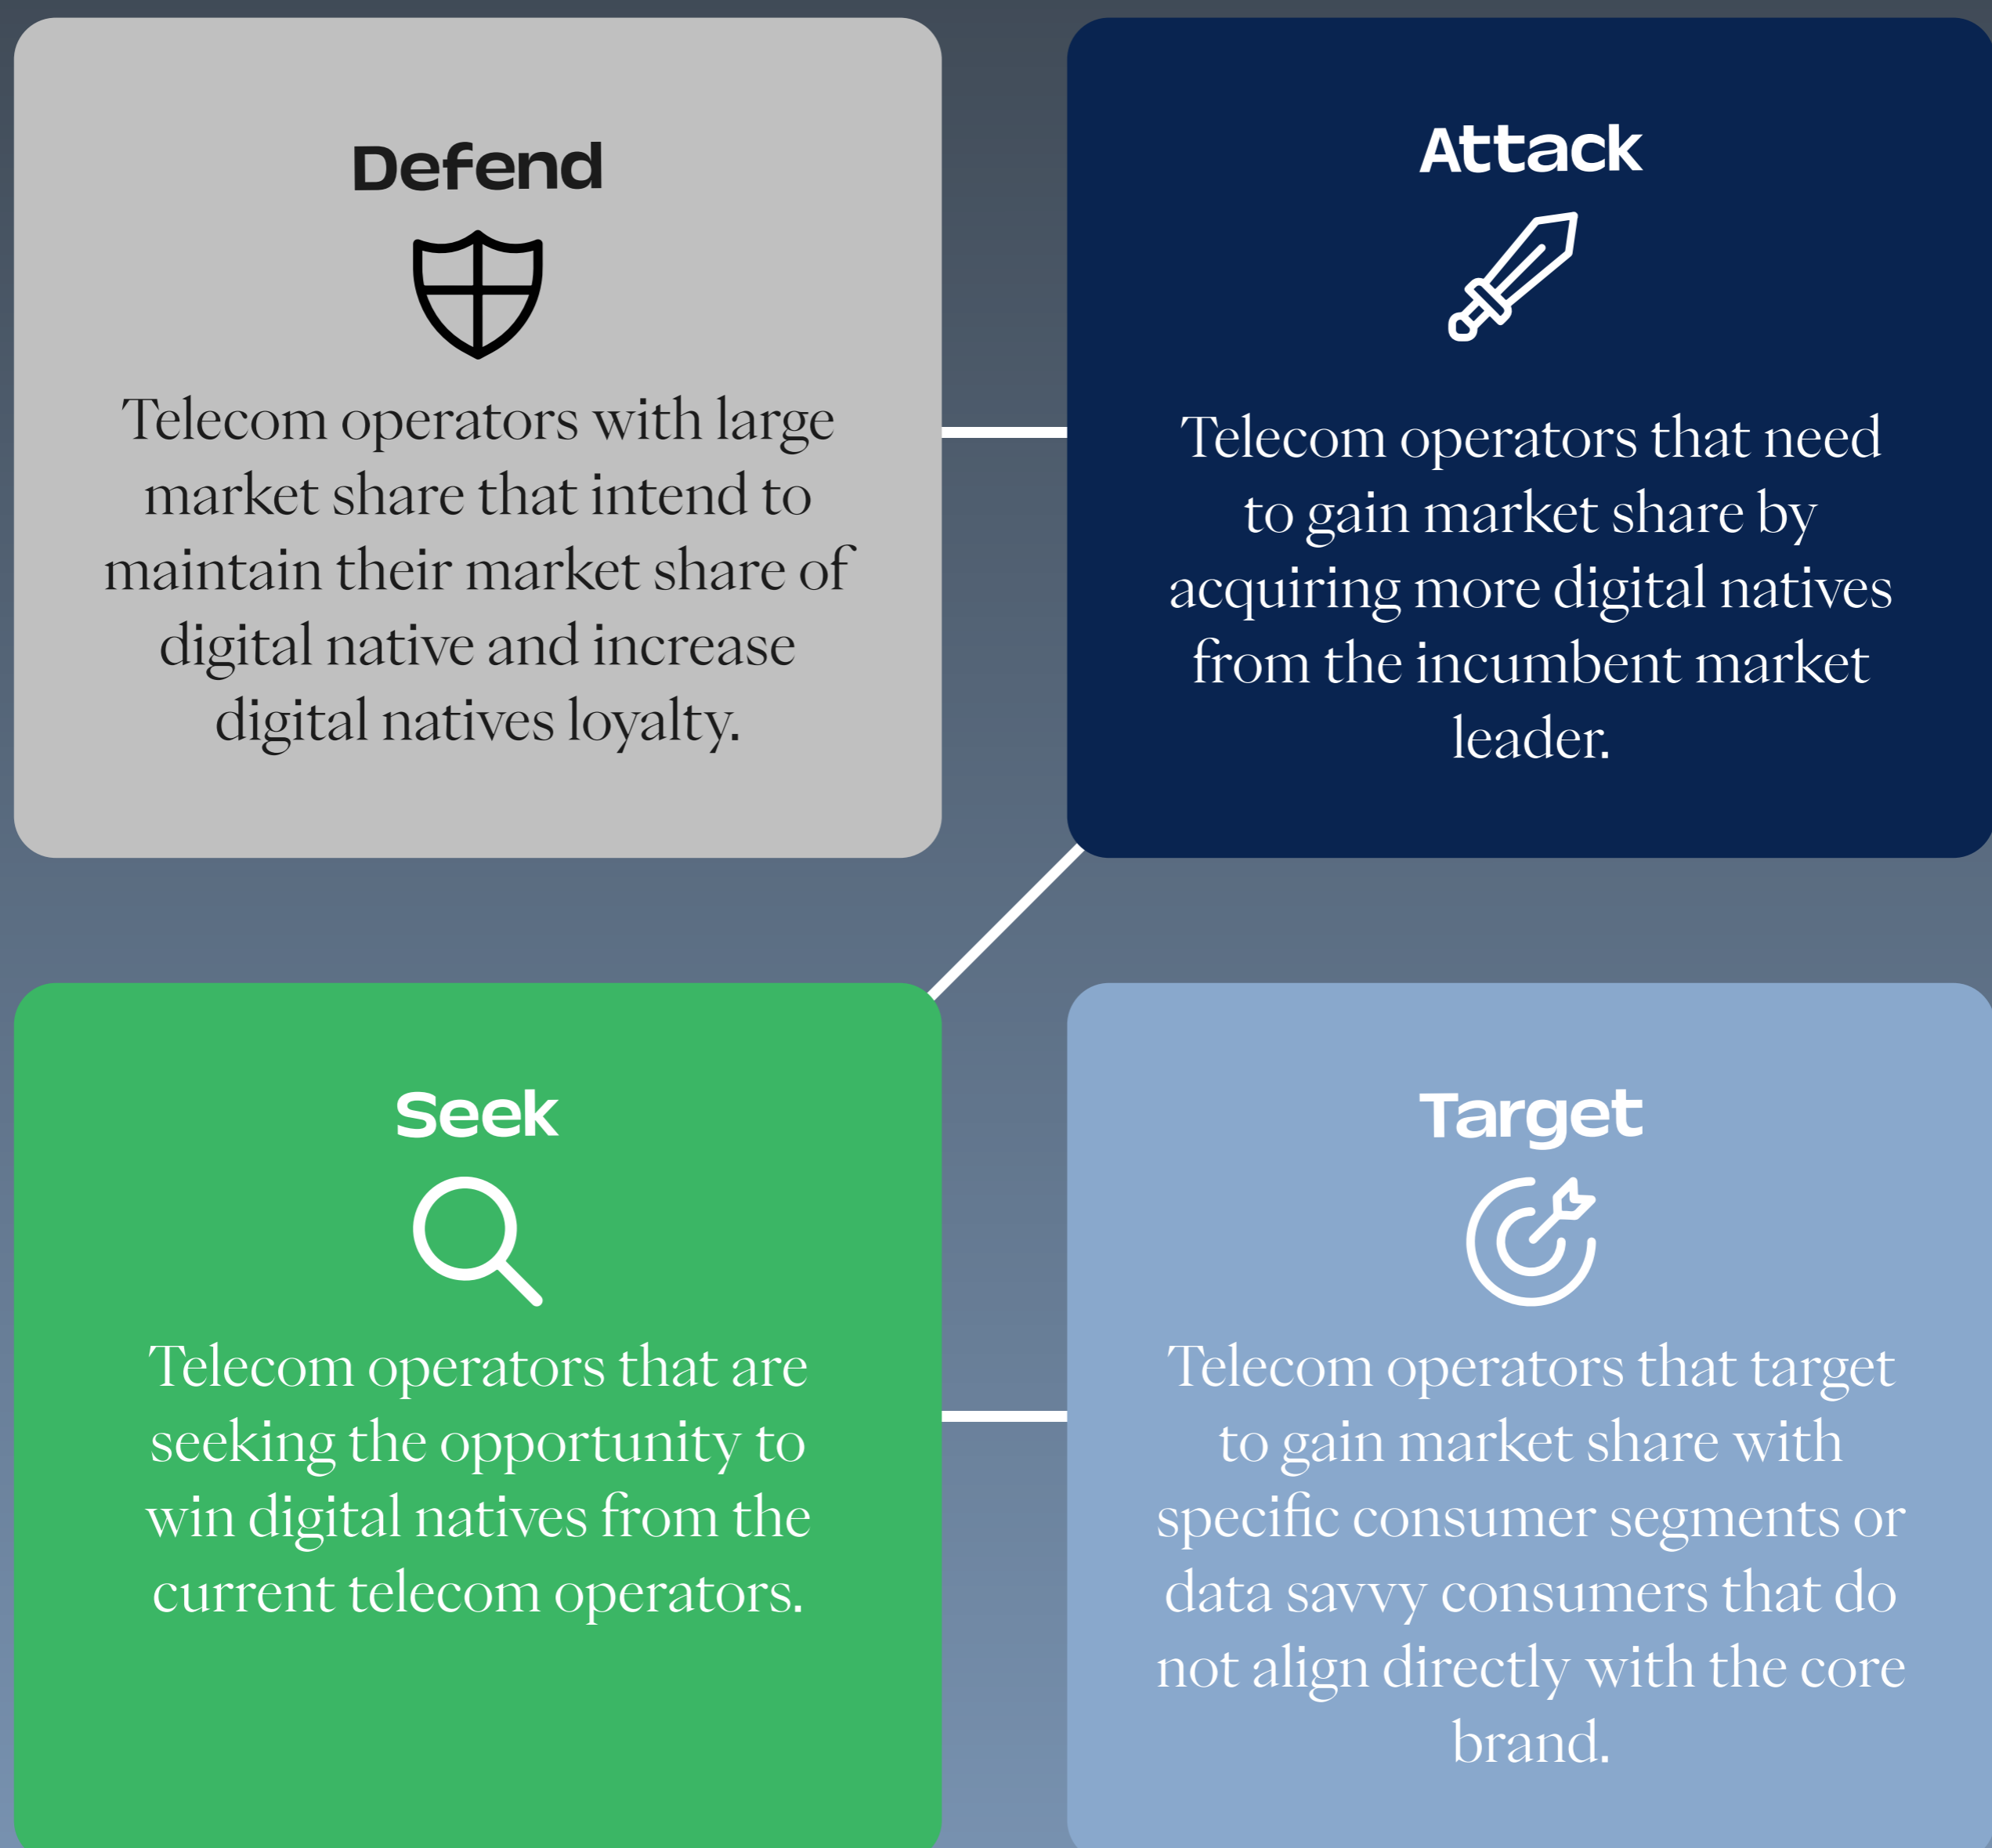 Defend
Telecom operators with large
market share that intend to
maintain their market share of
digital native and increase
digital natives loyalty.
Attack
Telecom operators that need
to gain market share by
acquiring more digital natives
from the incumbent market
leader.
Seek
Telecom operators that are
seeking the opportunity to
win digital natives from the
current telecom operators.
Target
Telecom operators that target
to gain market share with
specific consumer segments or
data savvy consumers that do
not align directly with the core
brand.